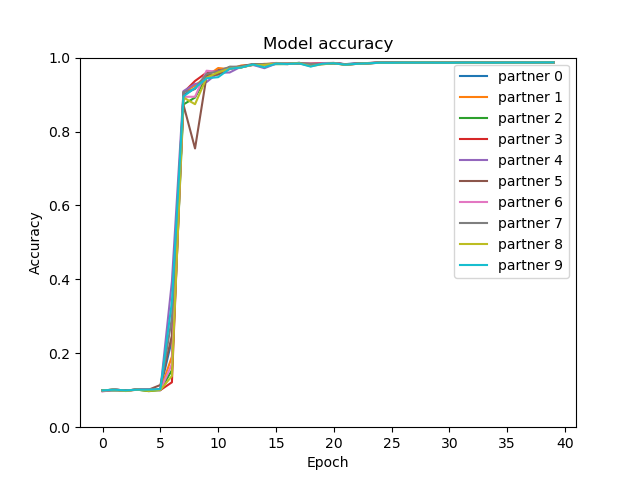 Model accuracy
1.0
0.8
0.6
0.4
0.2
0.0
Accuracy
partner 0
partner 1
partner 2
partner 3
partner 4
partner 5
partner 6
partner 7
partner 8
partner 9
0 5 10 15 20 25 30 35 40
Epoch